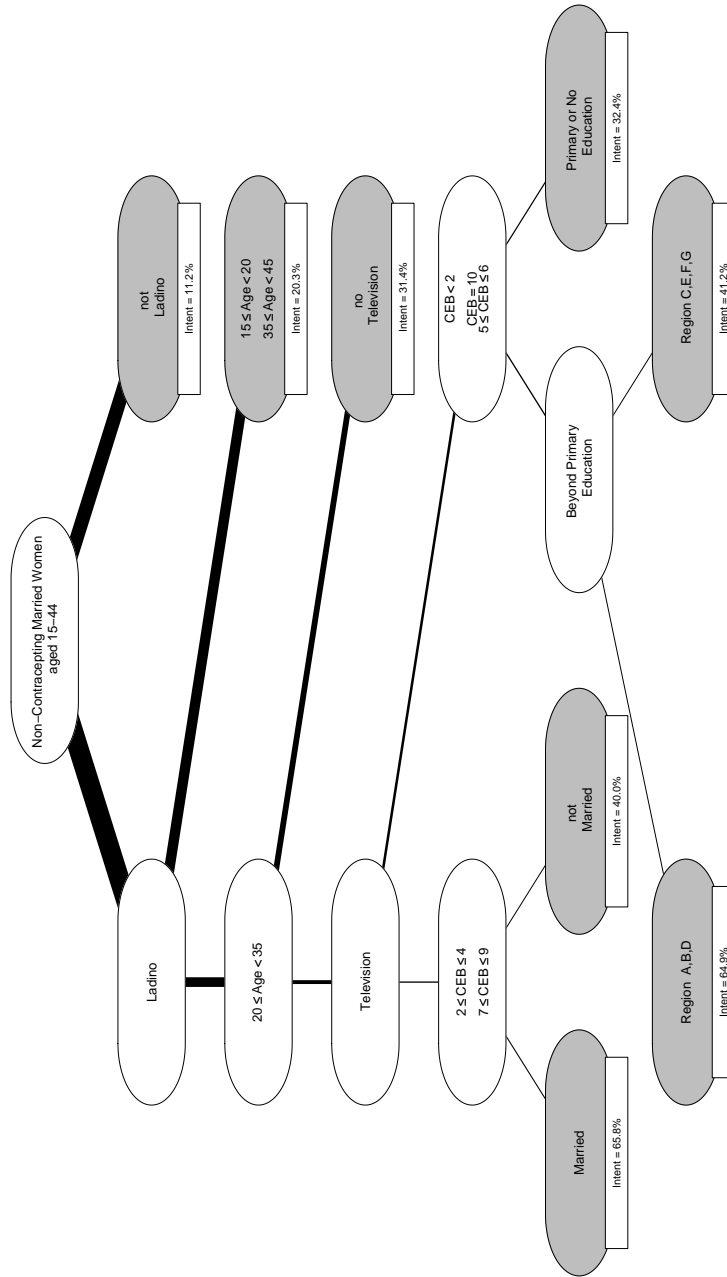 Non−Contracepting Married Women
aged 15−44
Ladino
not
Ladino
Intent = 11.2%
20 ≤ Age < 35
15 ≤ Age < 20
35 ≤ Age < 45
Intent = 20.3%
Television
no
Television
Intent = 31.4%
2 ≤ CEB ≤ 4
7 ≤ CEB ≤ 9
CEB < 2
CEB = 10
5 ≤ CEB ≤ 6
Married
Intent = 65.8%
not
Married
Intent = 40.0%
Beyond Primary
Education
Primary or No
Education
Intent = 32.4%
Region A,B,D
Intent = 64.9%
Region C,E,F,G
Intent = 41.2%